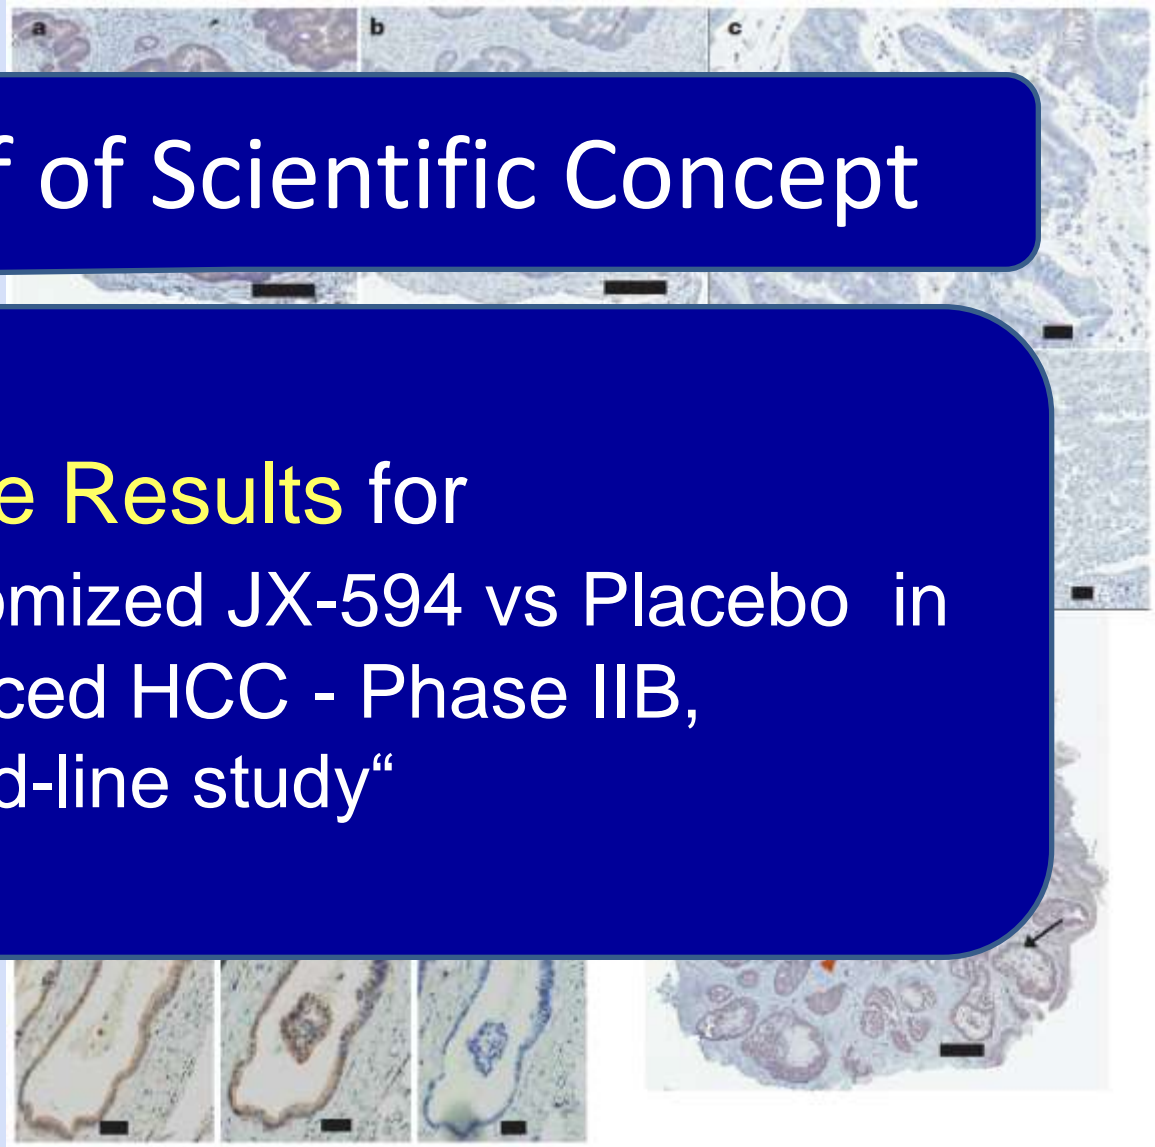 a b c
f of Scientific Concept
e Results for
omized JX-594 vs Placebo in
ced HCC - Phase IIB,
d-line study“